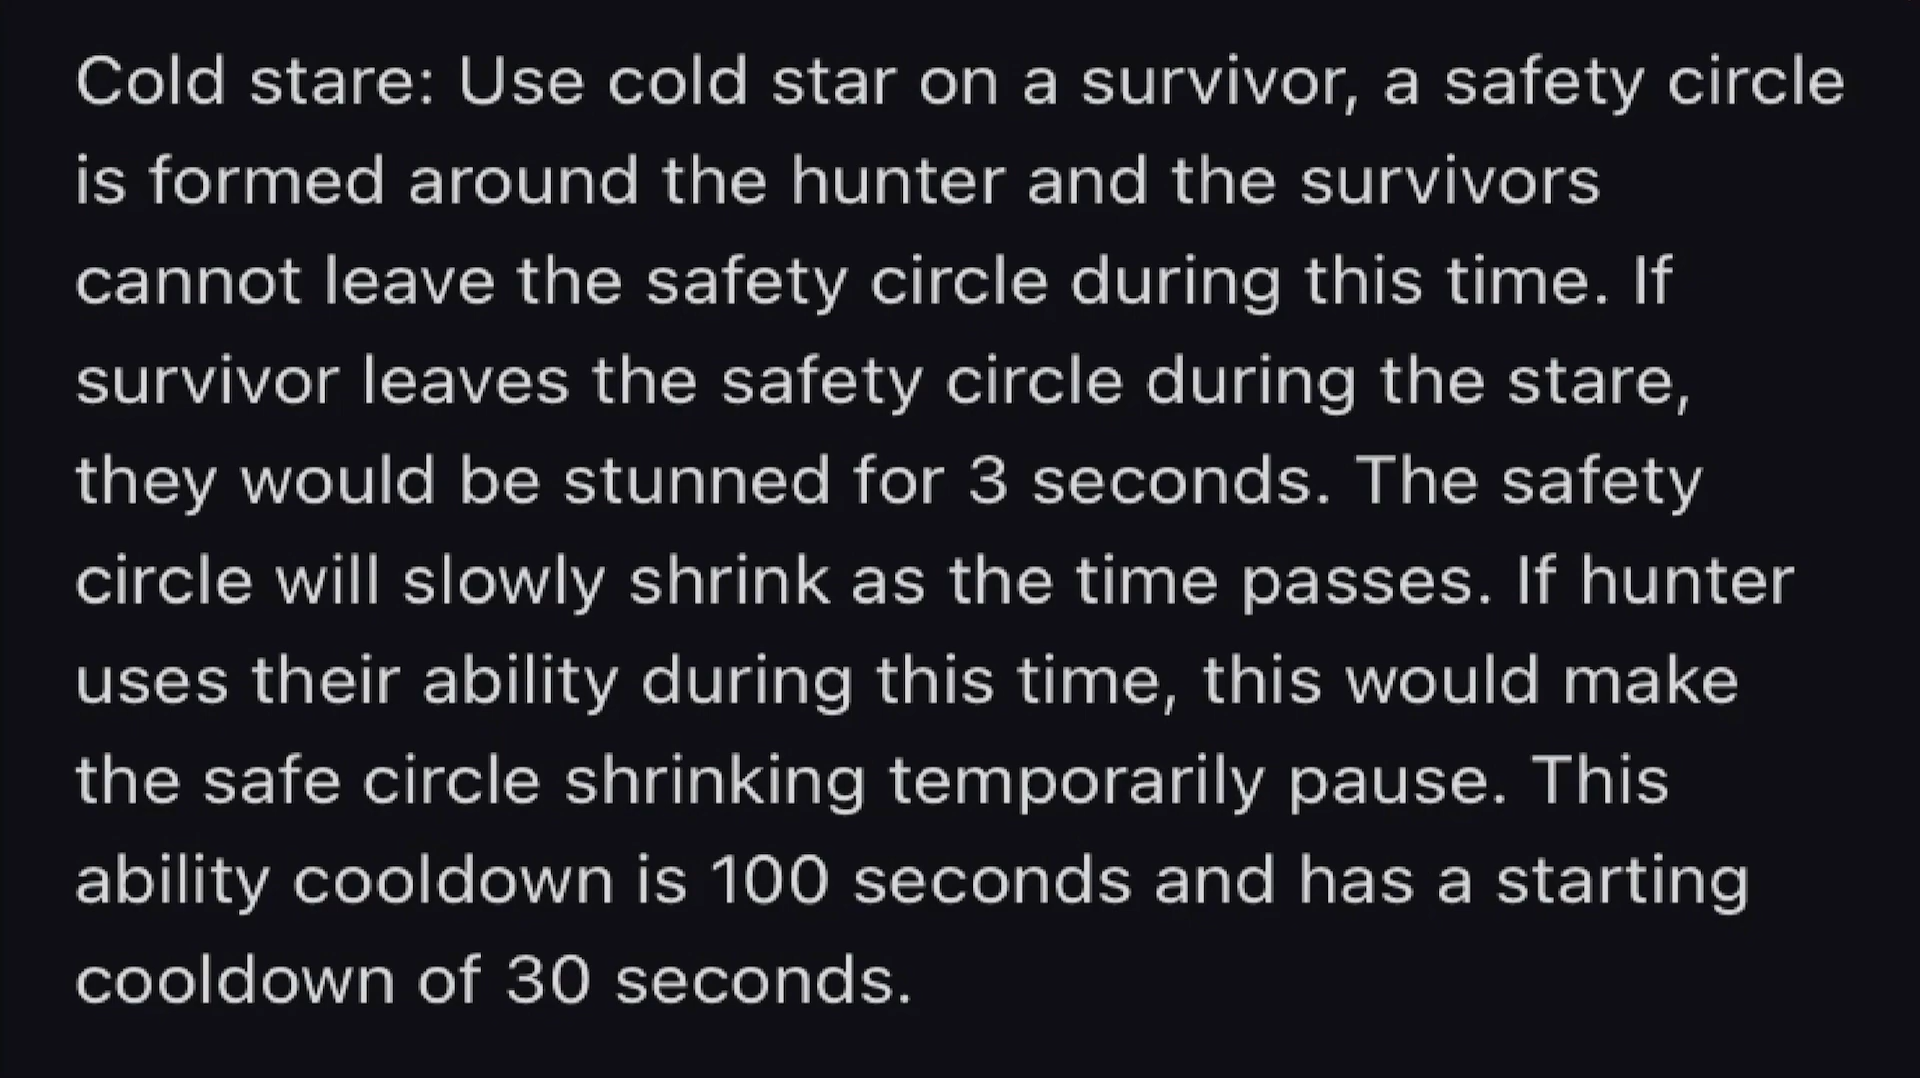 Cold stare: Use cold star on a survivor, a safety circle
is formed around the hunter and the survivors
cannot leave the safety circle during this time. If
survivor leaves the safety circle during the stare,
they would be stunned for 3 seconds. The safety
circle will slowly shrink as the time passes. If hunter
uses their ability during this time, this would make
the safe circle shrinking temporarily pause. This
ability cooldown is 100 seconds and has a starting
cooldown of 30 seconds.